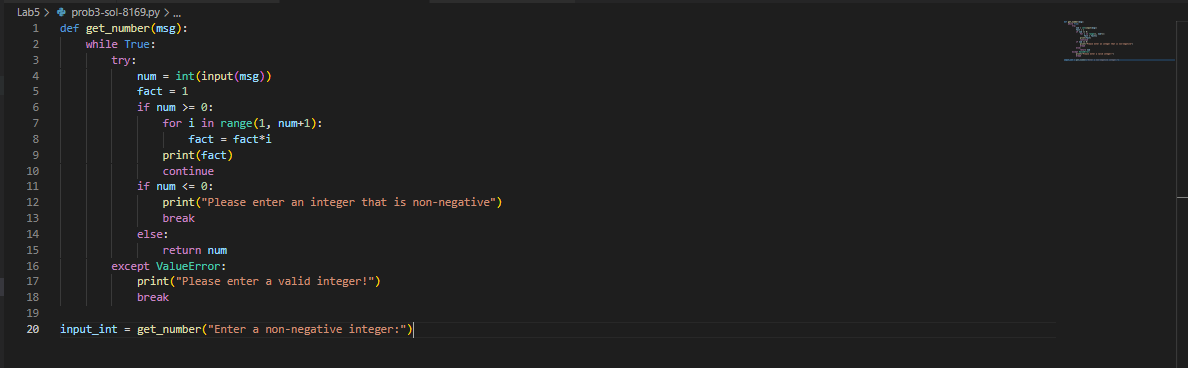 Lab5 > prob3-sol-8169.py > ...
1 def get_number(msg):
2     while True:
3         try:
4             num = int(input(msg))
5             fact = 1
6             if num >= 0:
7                 for i in range(1, num+1):
8                     fact = fact*i
9                 print(fact)
10                 continue
11             if num <= 0:
12                 print("Please enter an integer that is non-negative")
13                 break
14             else:
15                 return num
16         except ValueError:
17             print("Please enter a valid integer!")
18             break
19
20 input_int = get_number("Enter a non-negative integer:")